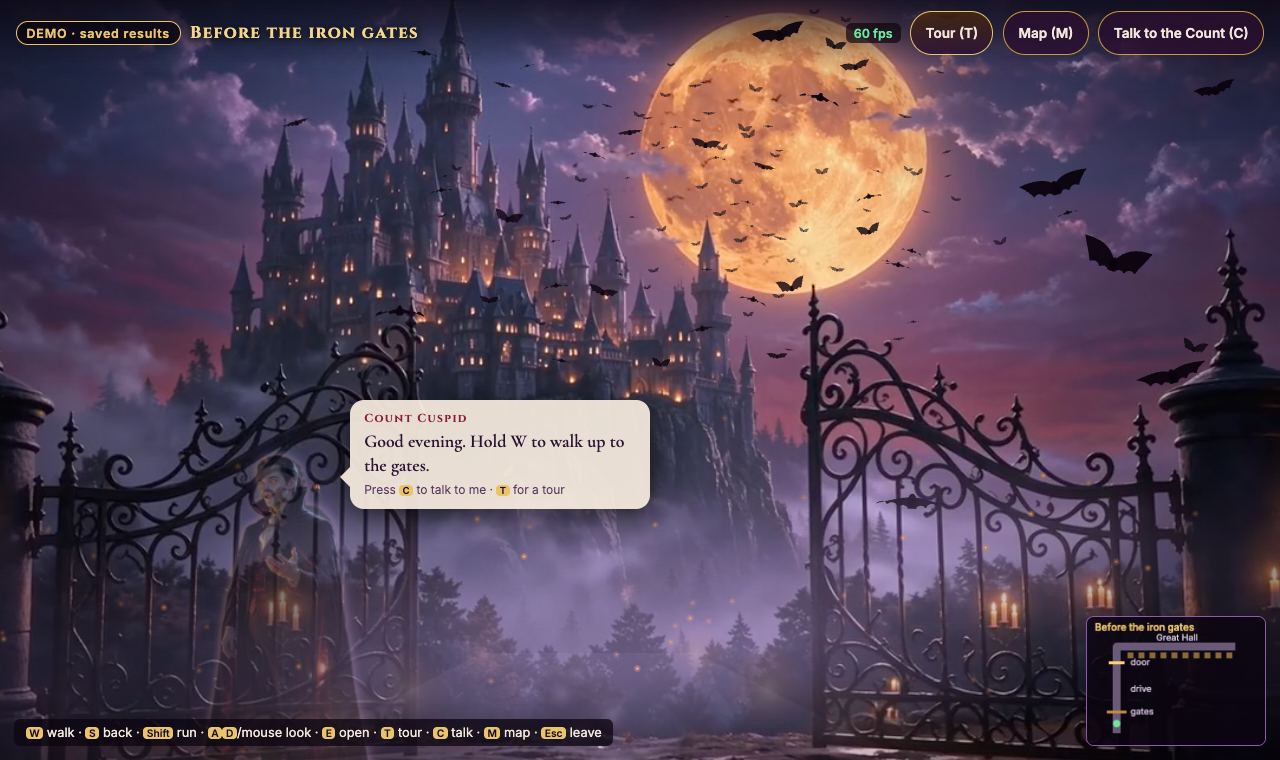 DEMO · saved results
Before the iron gates
60 fps
Tour (T)
Map (M)
Talk to the Count (C)
Count Cuspid
Good evening. Hold W to walk up to
the gates.
Press C to talk to me · T for a tour
Before the iron gates
Great Hall
door
drive
gates
W walk · S back · Shift run · A D/mouse look · E open · T tour · C talk · M map · Esc leave